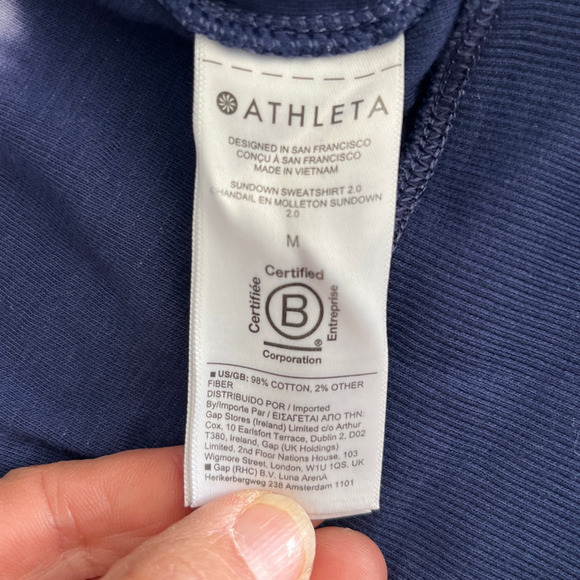 ATHLETA
DESIGNED IN SAN FRANCISCO
CONÇU À SAN FRANCISCO
MADE IN VIETNAM
SUNDOWN SWEATSHIRT 2.0
CHANDAIL EN MOLLETON SUNDOWN
2.0
M
Certified
Certifiée
B
Entreprise
®
Corporation
US/GB: 98% COTTON, 2% OTHER
FIBER
DISTRIBUIDO POR / Imported
By/Importe Par / ΕΙΣΑΓΕΤΑΙ ΑΠΟ ΤΗΝ:
Gap Stores (Ireland) Limited c/o Arthur
Cox, 10 Earlsfort Terrace, Dublin 2, D02
T380, Ireland, Gap (UK Holdings)
Limited, 2nd Floor Nations House, 103
Wigmore Street, London, W1U 1QS, UK
Gap (RHC) B.V. Luna ArenA
Herikerbergweg 238 Amsterdam 1101